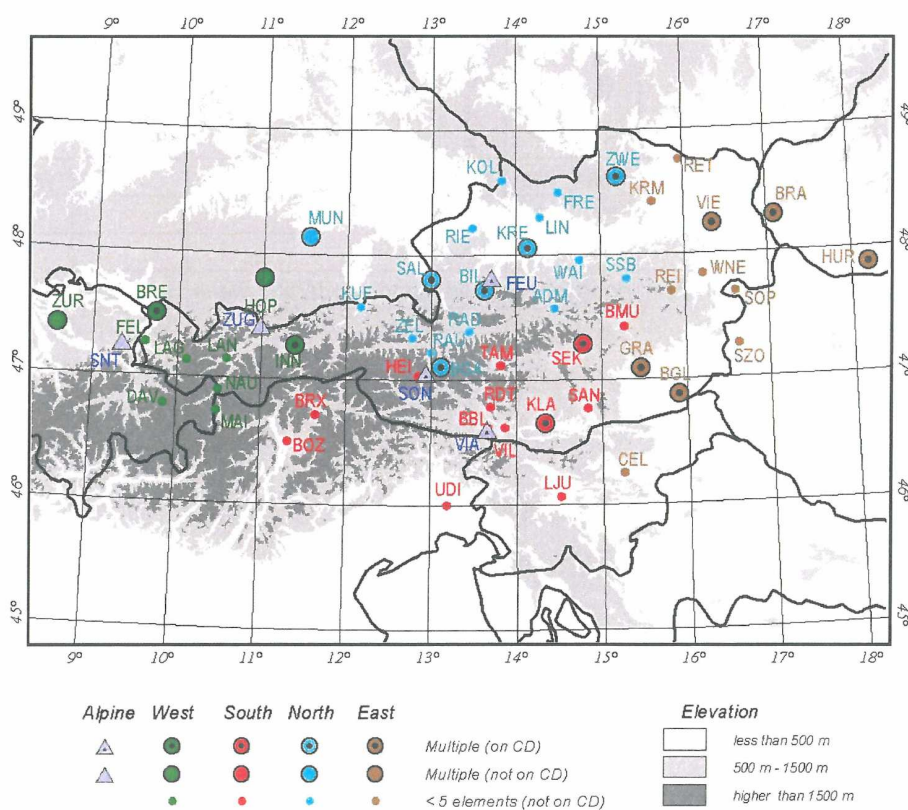 9° 10° 11° 12° 13° 14° 15° 16° 17° 18°
49° 49°
KOL ZWE RET
KRM BRA
FRE
MUN LIN VIE
RIE KRE
48° 48°
HUR
SAL BIL FEU WAI SSB WNE
ZUR BRE HOP KUF REI SOP
ADM
FEL ZUG ZEL RAD BMU
SNT LAG LAN INN RAU SZO
47° HEI TAM SEK GRA 47°
NAU SON
DAV BRX RDT SAN BGL
MAI BBL KLA
BOZ VIA VIL
CEL
46° UDI LJU 46°
45° 45°
9° 10° 11° 12° 13° 14° 15° 16° 17° 18°
Alpine West South North East
Multiple (on CD)
Multiple (not on CD)
< 5 elements (not on CD)
Elevation
less than 500 m
500 m - 1500 m
higher than 1500 m